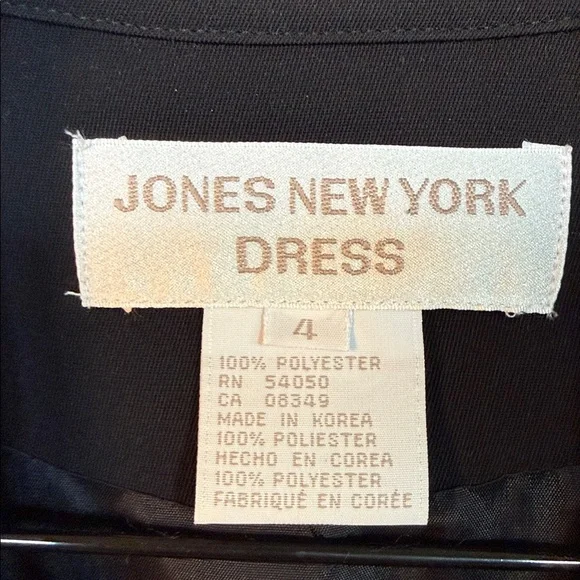 JONES NEW YORK
DRESS
4
100% POLYESTER
RN 54050
CA 08349
MADE IN KOREA
100% POLIESTER
HECHO EN COREA
100% POLYESTER
FABRIQUÉ EN CORÉE